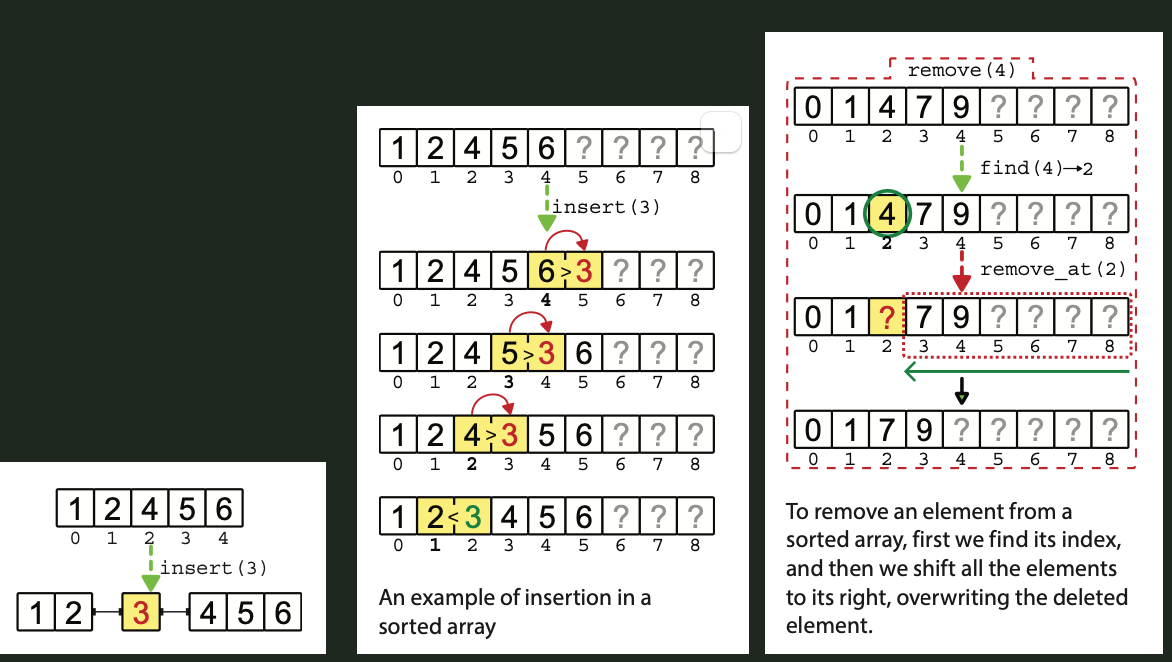 1 2 4 5 6
0 1 2 3 4
insert(3)
1 2 3 4 5 6
1 2 4 5 6 ? ? ? ?
0 1 2 3 4 5 6 7 8
insert(3)
1 2 4 5 6 > 3 ? ? ?
0 1 2 3 4 5 6 7 8
1 2 4 5 > 3 6 ? ? ?
0 1 2 3 4 5 6 7 8
1 2 4 > 3 5 6 ? ? ?
0 1 2 3 4 5 6 7 8
1 2 < 3 4 5 6 ? ? ?
0 1 2 3 4 5 6 7 8
An example of insertion in a
sorted array
remove(4)
0 1 4 7 9 ? ? ? ?
0 1 2 3 4 5 6 7 8
find(4)→2
0 1 4 7 9 ? ? ? ?
0 1 2 3 4 5 6 7 8
remove_at(2)
0 1 ? 7 9 ? ? ? ?
0 1 2 3 4 5 6 7 8
0 1 7 9 ? ? ? ? ?
0 1 2 3 4 5 6 7 8
To remove an element from a
sorted array, first we find its index,
and then we shift all the elements
to its right, overwriting the deleted
element.